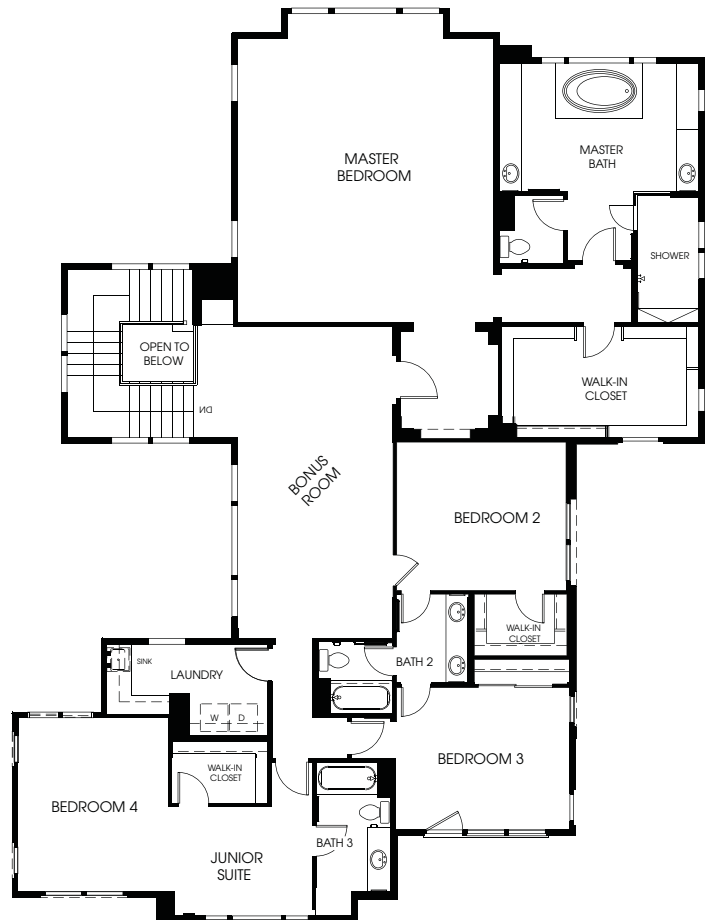 MASTER
BEDROOM
MASTER
BATH
SHOWER
OPEN TO
BELOW
WALK-IN
CLOSET
DN
BONUS
ROOM
BEDROOM 2
WALK-IN
CLOSET
SINK
LAUNDRY
BATH 2
W D
WALK-IN
CLOSET
BEDROOM 3
BEDROOM 4
BATH 3
JUNIOR
SUITE